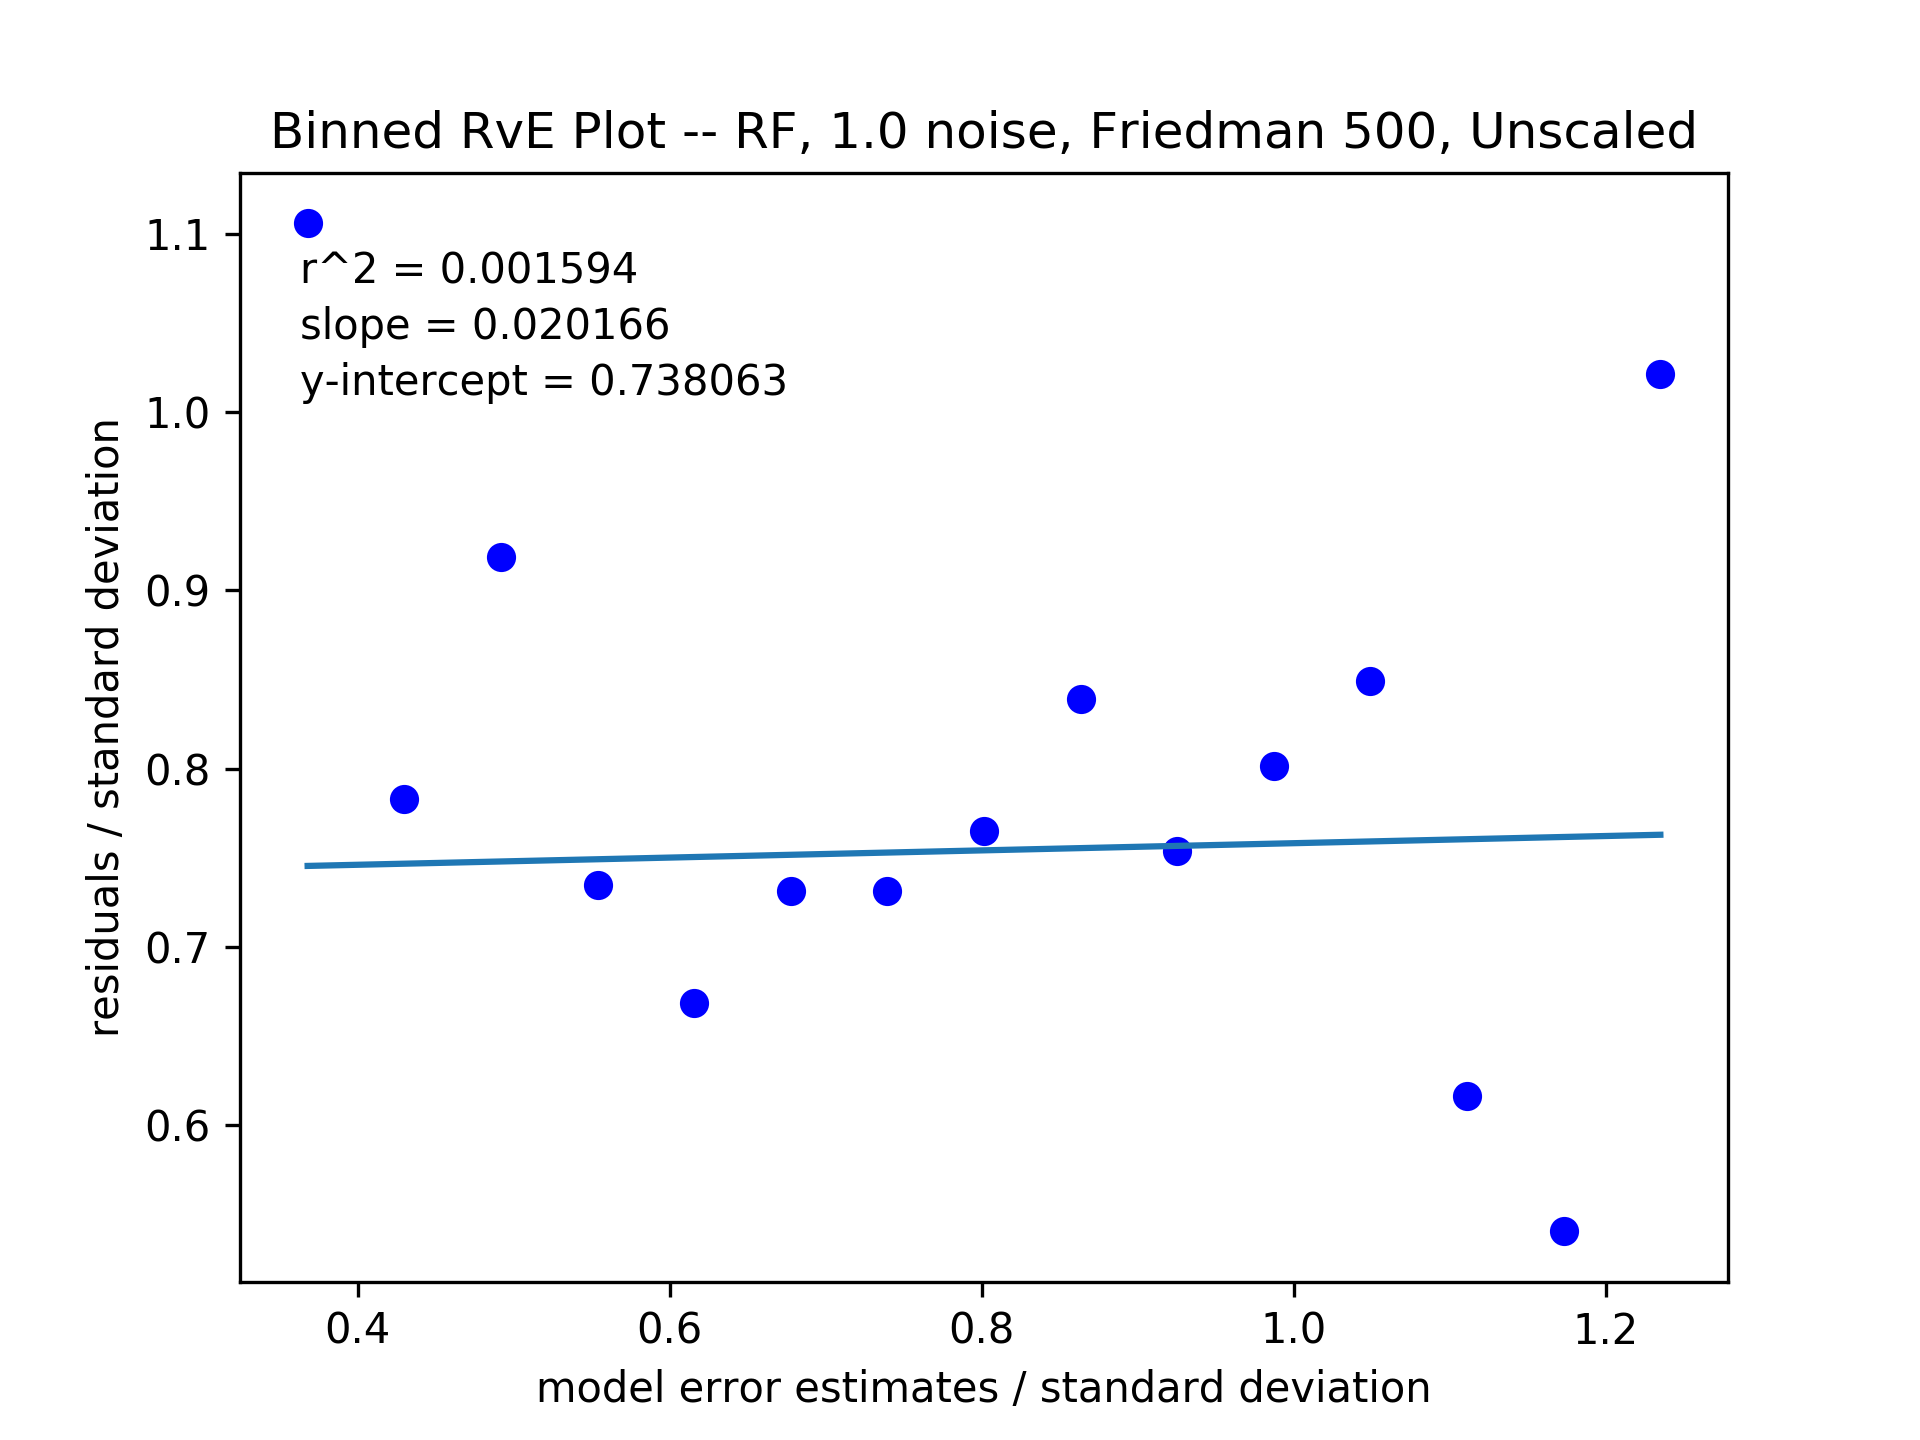 Binned RvE Plot -- RF, 1.0 noise, Friedman 500, Unscaled
r^2 = 0.001594
slope = 0.020166
y-intercept = 0.738063
residuals / standard deviation
1.1
1.0
0.9
0.8
0.7
0.6
0.4 0.6 0.8 1.0 1.2
model error estimates / standard deviation